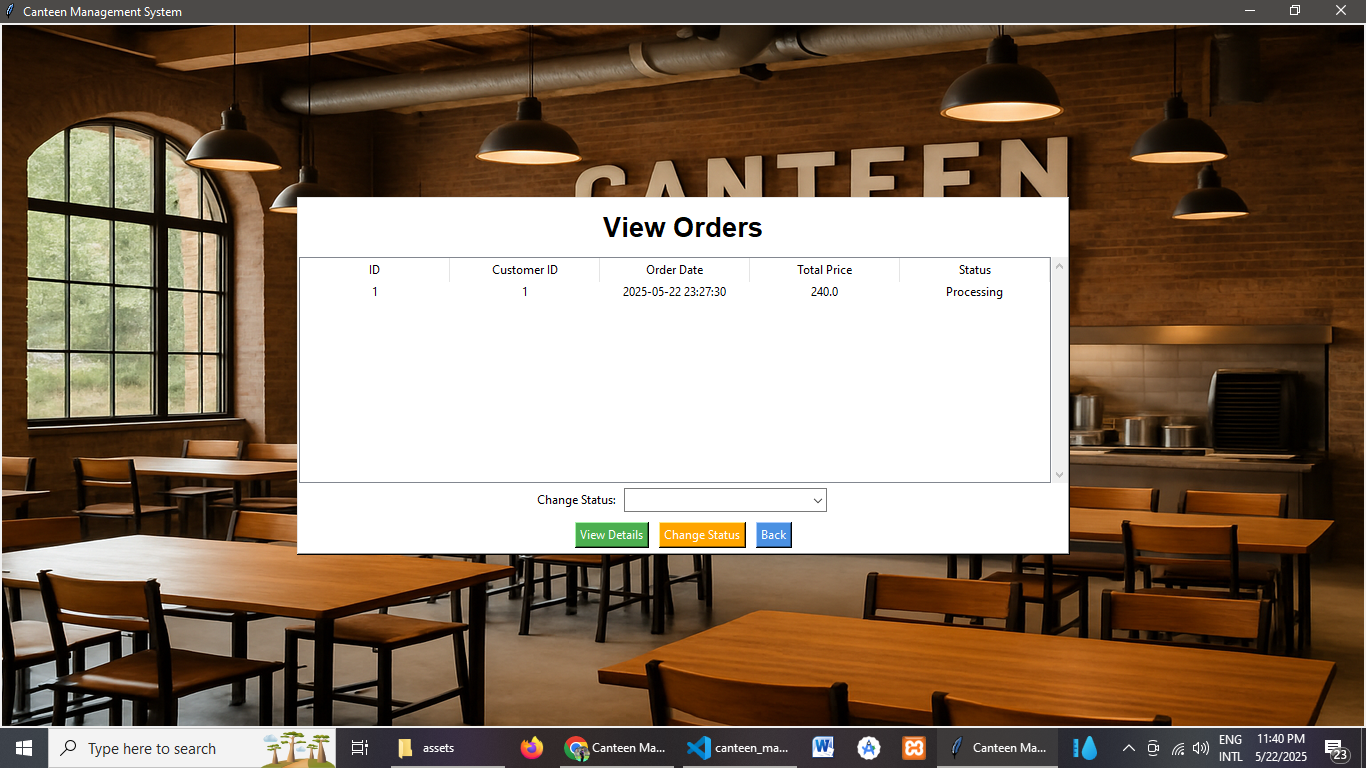 Canteen Management System
CANTEEN
View Orders
ID Customer ID Order Date Total Price Status
1 1 2025-05-22 23:27:30 240.0 Processing
Change Status:
View Details Change Status Back
Type here to search
assets
Canteen Ma...
canteen_ma...
Canteen Ma...
ENG
INTL
11:40 PM
5/22/2025
23